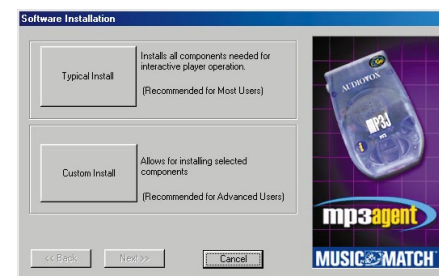 Software Installation
Typical Install
Installs all components needed for
interactive player operation.
(Recommended for Most Users)
Custom Install
Allows for installing selected
components
(Recommended for Advanced Users)
<< Back
Next >>
Cancel
AUDIOVOX
MP3
mp3agent
MUSICMATCH